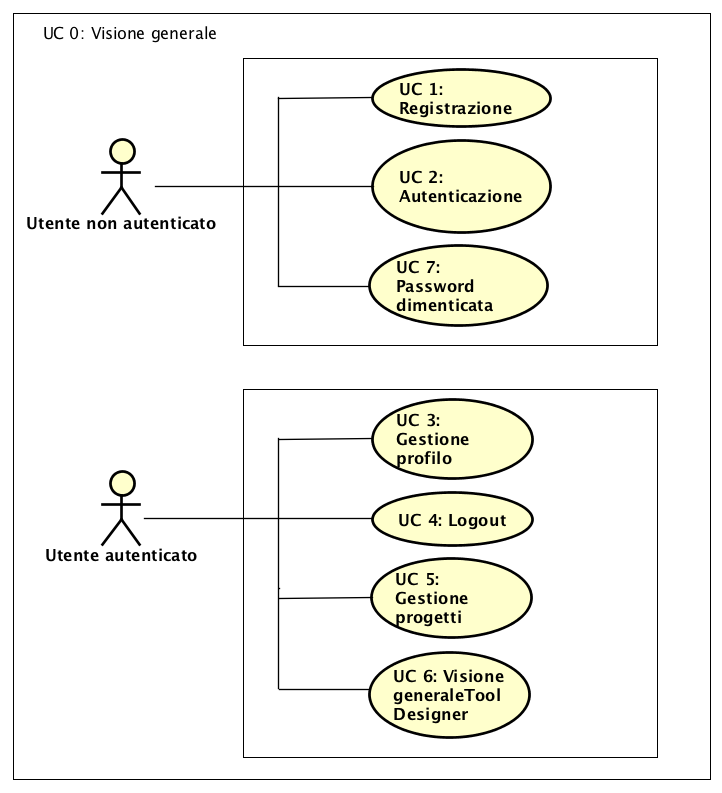 UC 0: Visione generale
UC 1:
Registrazione
UC 2:
Autenticazione
Utente non autenticato
UC 7:
Password
dimenticata
UC 3:
Gestione
profilo
UC 4: Logout
Utente autenticato
UC 5:
Gestione
progetti
UC 6: Visione
generaleTool
Designer